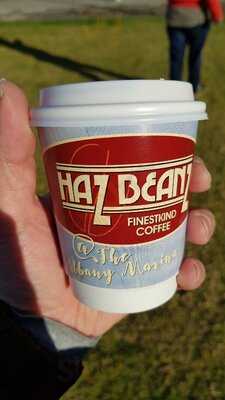 HAZ BEANZ
FINESTKIND
COFFEE
@ The
Albany Marina